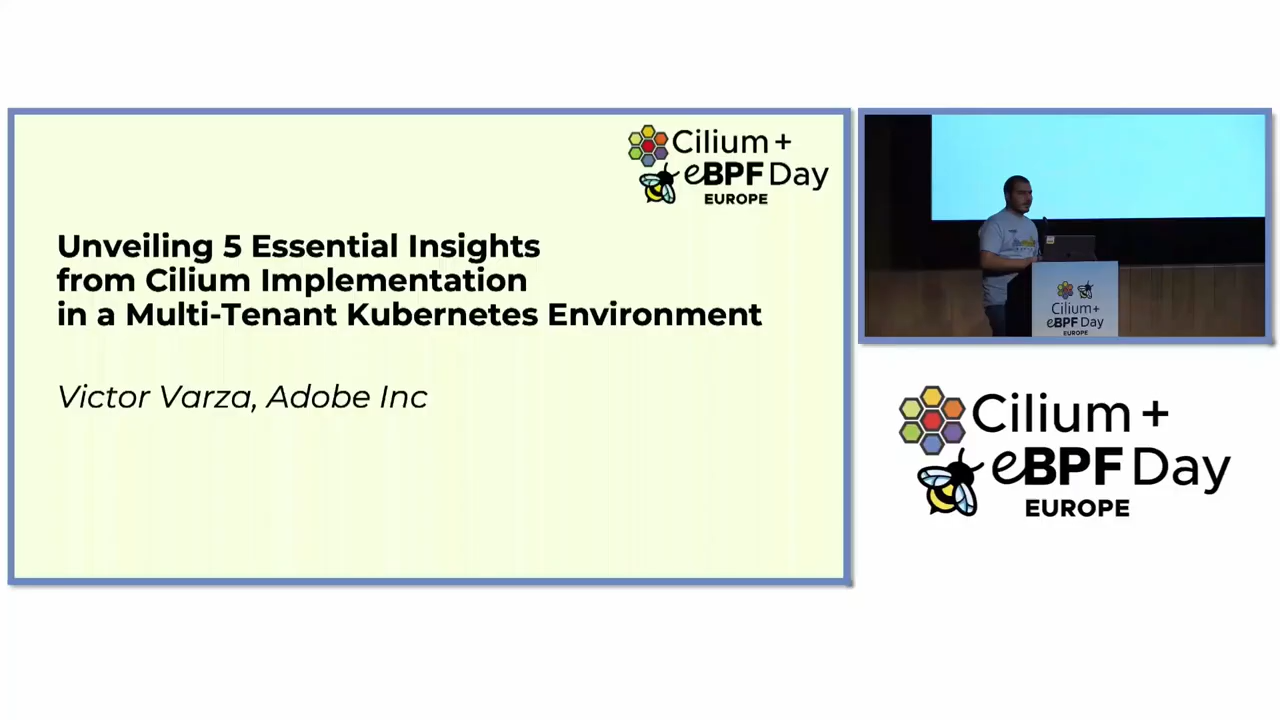 Cilium +
eBPF Day
EUROPE
Unveiling 5 Essential Insights
from Cilium Implementation
in a Multi-Tenant Kubernetes Environment
Victor Varza, Adobe Inc
Cilium+
eBPF Day
EUROPE
Cilium +
eBPF Day
EUROPE